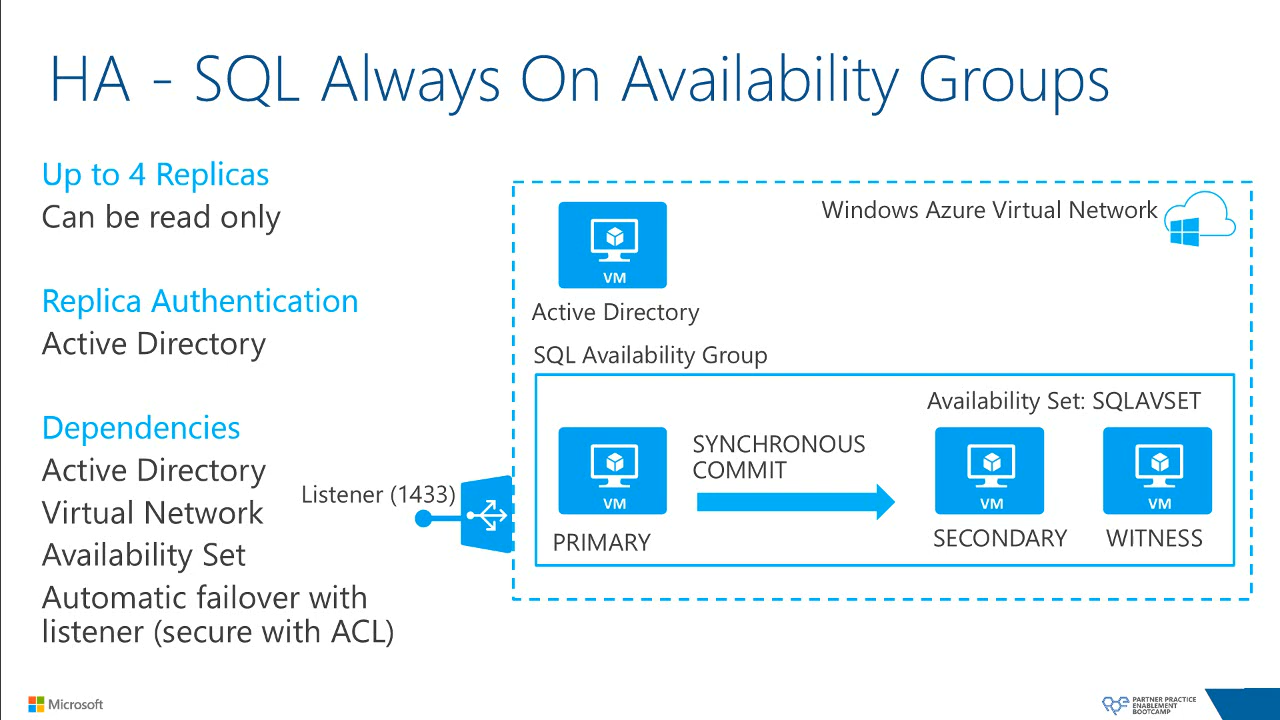 HA - SQL Always On Availability Groups
Up to 4 Replicas
Can be read only
Replica Authentication
Active Directory
Dependencies
Active Directory
Virtual Network
Availability Set
Automatic failover with
listener (secure with ACL)
Listener (1433)
Windows Azure Virtual Network
VM
Active Directory
SQL Availability Group
Availability Set: SQLAVSET
VM
PRIMARY
SYNCHRONOUS
COMMIT
VM
SECONDARY
VM
WITNESS
Microsoft
PARTNER PRACTICE
ENABLEMENT
BOOTCAMP